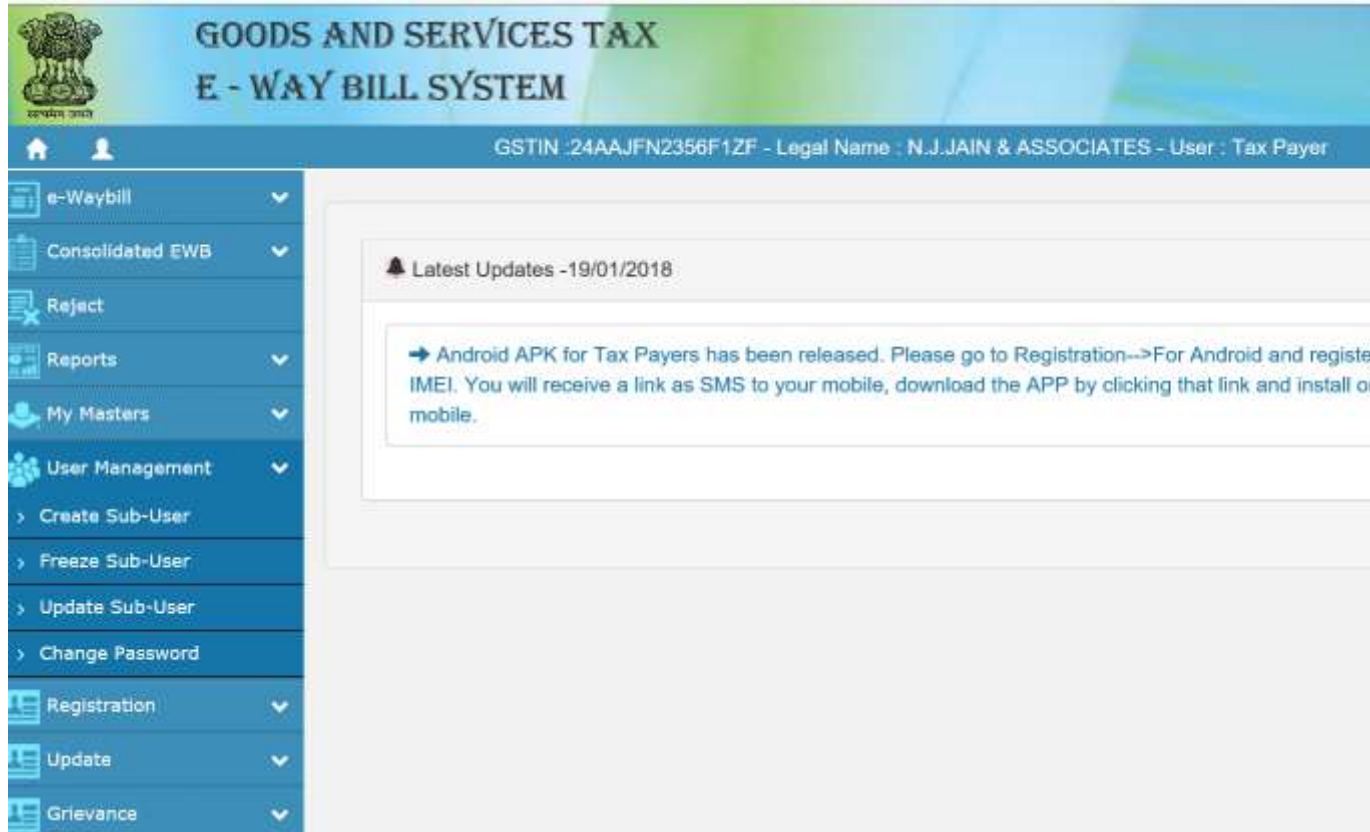 GOODS AND SERVICES TAX
E - WAY BILL SYSTEM
सत्यमेव जयते
GSTIN :24AAJFN2356F1ZF - Legal Name : N.J.JAIN & ASSOCIATES - User : Tax Payer
e-Waybill
Consolidated EWB
Reject
Reports
My Masters
User Management
Create Sub-User
Freeze Sub-User
Update Sub-User
Change Password
Registration
Update
Grievance
Latest Updates -19/01/2018
Android APK for Tax Payers has been released. Please go to Registration-->For Android and registe
IMEI. You will receive a link as SMS to your mobile, download the APP by clicking that link and install o
mobile.